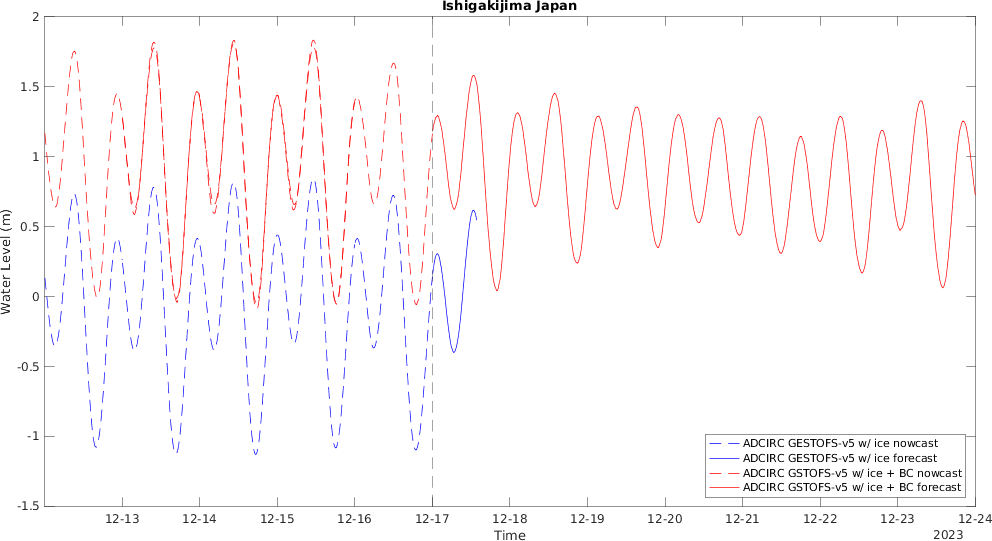 Ishigakijima Japan
2
1.5
1
0.5
0
-0.5
-1
-1.5
Water Level (m)
12-13 12-14 12-15 12-16 12-17 12-18 12-19 12-20 12-21 12-22 12-23 12-24
Time
2023
ADCIRC GESTOFS-v5 w/ ice nowcast
ADCIRC GESTOFS-v5 w/ ice forecast
ADCIRC GSTOFS-v5 w/ ice + BC nowcast
ADCIRC GSTOFS-v5 w/ ice + BC forecast